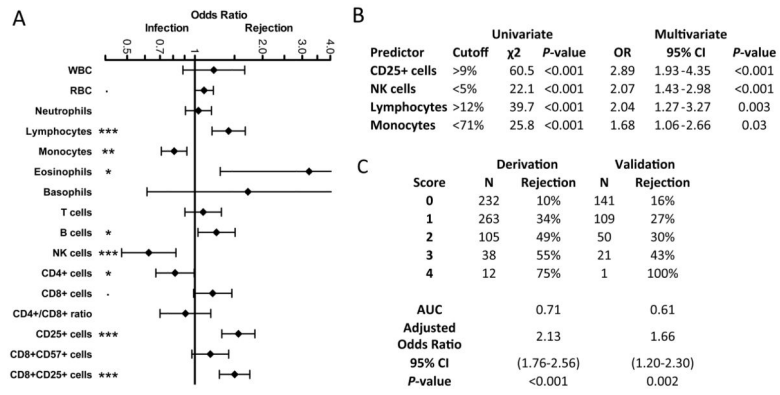 A
Odds Ratio
Infection Rejection
0.5 0.7 1 2.0 3.0 4.0
WBC
RBC .
Neutrophils
Lymphocytes ***
Monocytes **
Eosinophils *
Basophils
T cells
B cells *
NK cells ***
CD4+ cells *
CD8+ cells .
CD4+/CD8+ ratio
CD25+ cells ***
CD8+CD57+ cells
CD8+CD25+ cells ***
B
Univariate Multivariate
Predictor Cutoff χ2 P-value OR 95% CI P-value
CD25+ cells >9% 60.5 <0.001 2.89 1.93-4.35 <0.001
NK cells <5% 22.1 <0.001 2.07 1.43-2.98 <0.001
Lymphocytes >12% 39.7 <0.001 2.04 1.27-3.27 0.003
Monocytes <71% 25.8 <0.001 1.68 1.06-2.66 0.03
C
Derivation Validation
Score N Rejection N Rejection
0 232 10% 141 16%
1 263 34% 109 27%
2 105 49% 50 30%
3 38 55% 21 43%
4 12 75% 1 100%
AUC 0.71 0.61
Adjusted
Odds Ratio 2.13 1.66
95% CI (1.76-2.56) (1.20-2.30)
P-value <0.001 0.002